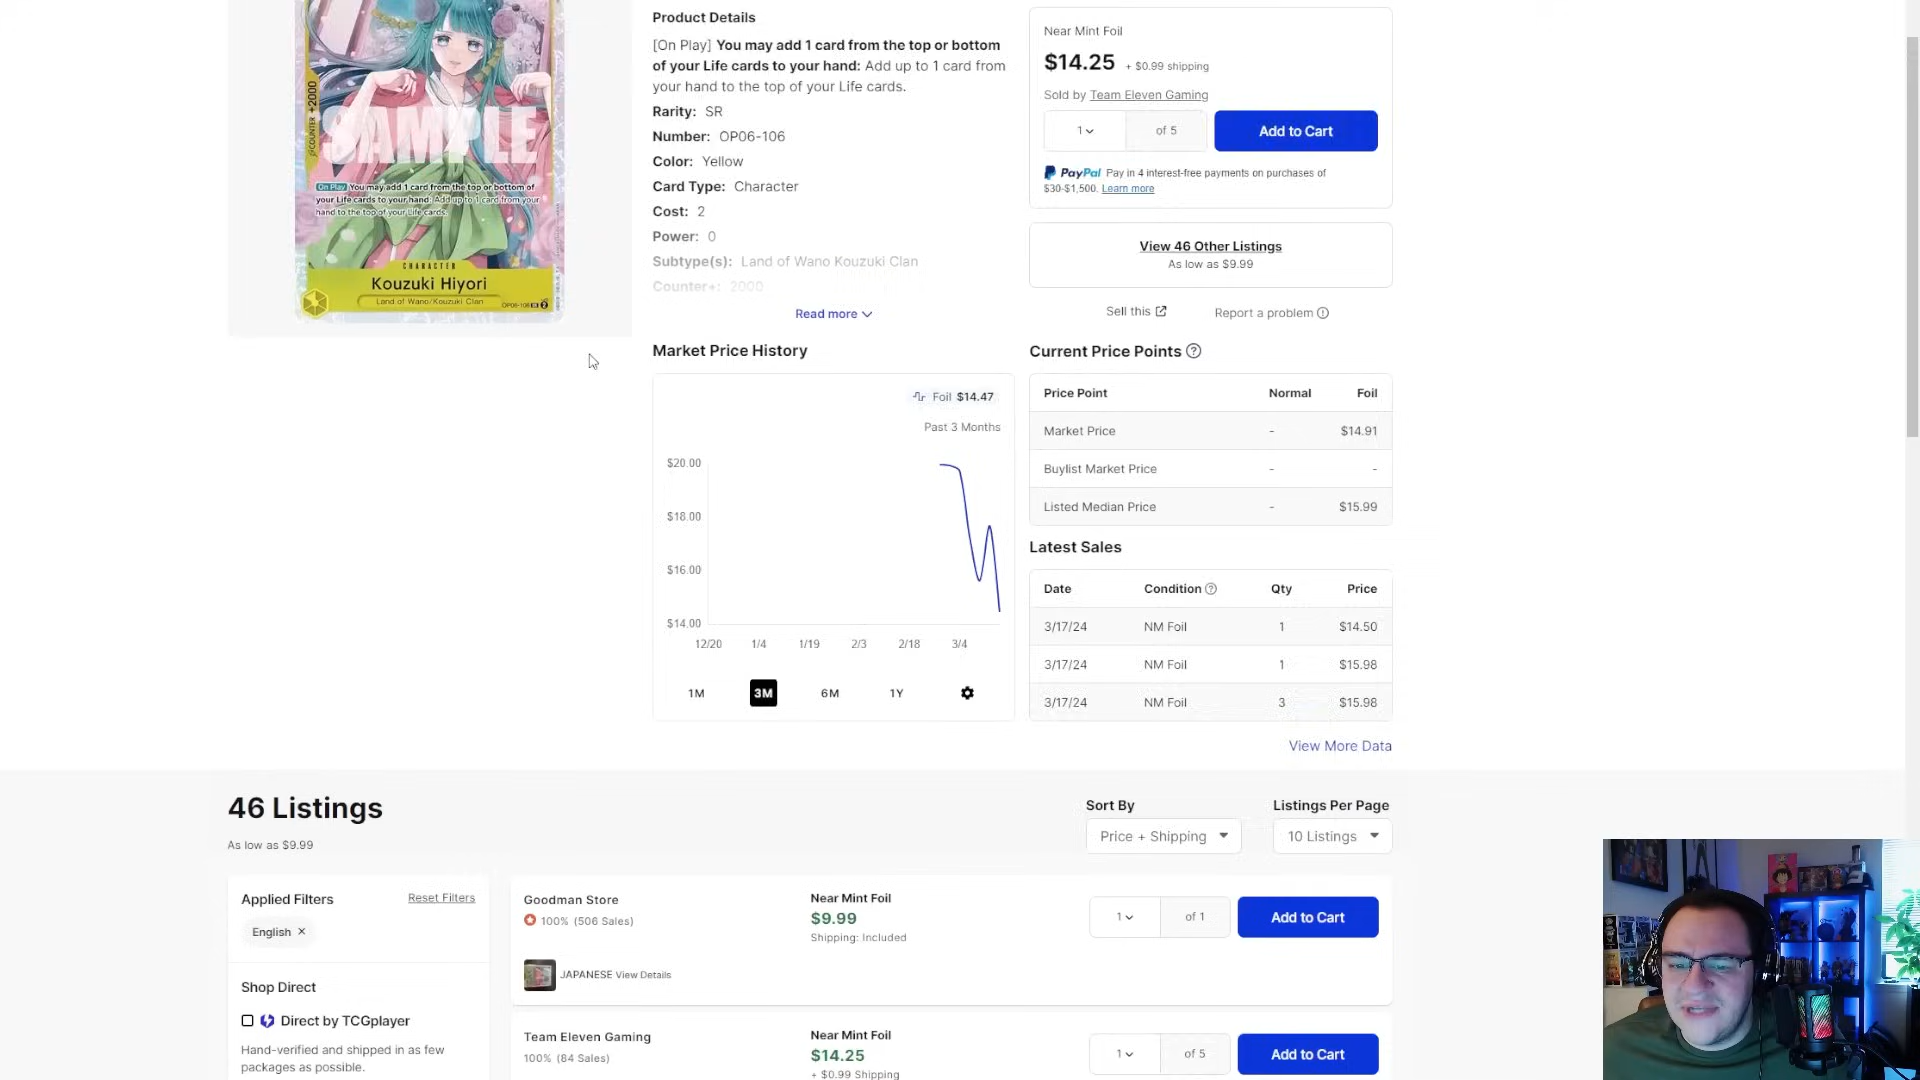 COUNTER +2000
SAMPLE
On Play You may add 1 card from the top or bottom of
your Life cards to your hand: Add up to 1 card from your
hand to the top of your Life cards.
CHARACTER
Kouzuki Hiyori
Land of Wano/Kouzuki Clan
OP06-106 SR
Product Details
[On Play] You may add 1 card from the top or bottom
of your Life cards to your hand: Add up to 1 card from
your hand to the top of your Life cards.
Rarity: SR
Number: OP06-106
Color: Yellow
Card Type: Character
Cost: 2
Power: 0
Subtype(s): Land of Wano Kouzuki Clan
Counter+: 2000
Read more
Near Mint Foil
$14.25 + $0.99 shipping
Sold by Team Eleven Gaming
1 of 5 Add to Cart
PayPal Pay in 4 interest-free payments on purchases of
$30-$1,500. Learn more
View 46 Other Listings
As low as $9.99
Sell this Report a problem
Market Price History
Foil $14.47
Past 3 Months
$20.00
$18.00
$16.00
$14.00
12/20 1/4 1/19 2/3 2/18 3/4
1M 3M 6M 1Y
Current Price Points
Price Point Normal Foil
Market Price - $14.91
Buylist Market Price - -
Listed Median Price - $15.99
Latest Sales
Date Condition Qty Price
3/17/24 NM Foil 1 $14.50
3/17/24 NM Foil 1 $15.98
3/17/24 NM Foil 3 $15.98
View More Data
46 Listings
As low as $9.99
Sort By
Price + Shipping
Listings Per Page
10 Listings
Applied Filters Reset Filters
English ×
Shop Direct
Direct by TCGplayer
Hand-verified and shipped in as few
packages as possible.
Goodman Store
100% (506 Sales)
Near Mint Foil
$9.99
Shipping: Included
1 of 1 Add to Cart
JAPANESE View Details
Team Eleven Gaming
100% (84 Sales)
Near Mint Foil
$14.25
+ $0.99 Shipping
1 of 5 Add to Cart